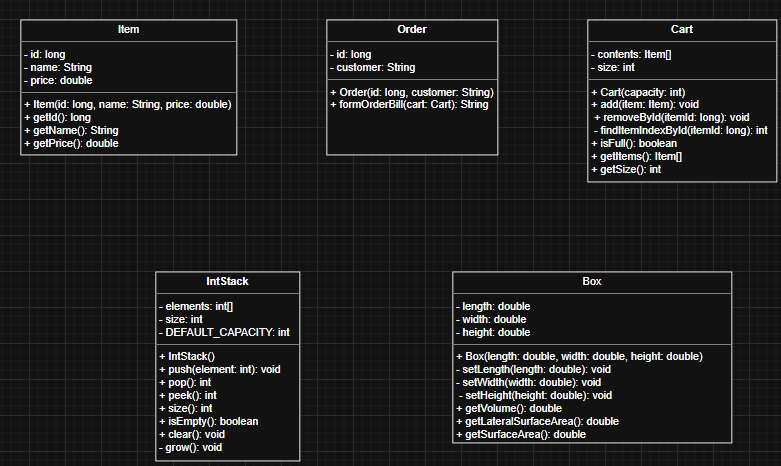 Item
- id: long
- name: String
- price: double
+ Item(id: long, name: String, price: double)
+ getId(): long
+ getName(): String
+ getPrice(): double
Order
- id: long
- customer: String
+ Order(id: long, customer: String)
+ formOrderBill(cart: Cart): String
Cart
- contents: Item[]
- size: int
+ Cart(capacity: int)
+ add(item: Item): void
+ removeById(itemId: long): void
- findItemIndexById(itemId: long): int
+ isFull(): boolean
+ getItems(): Item[]
+ getSize(): int
IntStack
- elements: int[]
- size: int
- DEFAULT_CAPACITY: int
+ IntStack()
+ push(element: int): void
+ pop(): int
+ peek(): int
+ size(): int
+ isEmpty(): boolean
+ clear(): void
- grow(): void
Box
- length: double
- width: double
- height: double
+ Box(length: double, width: double, height: double)
- setLength(length: double): void
- setWidth(width: double): void
- setHeight(height: double): void
+ getVolume(): double
+ getLateralSurfaceArea(): double
+ getSurfaceArea(): double